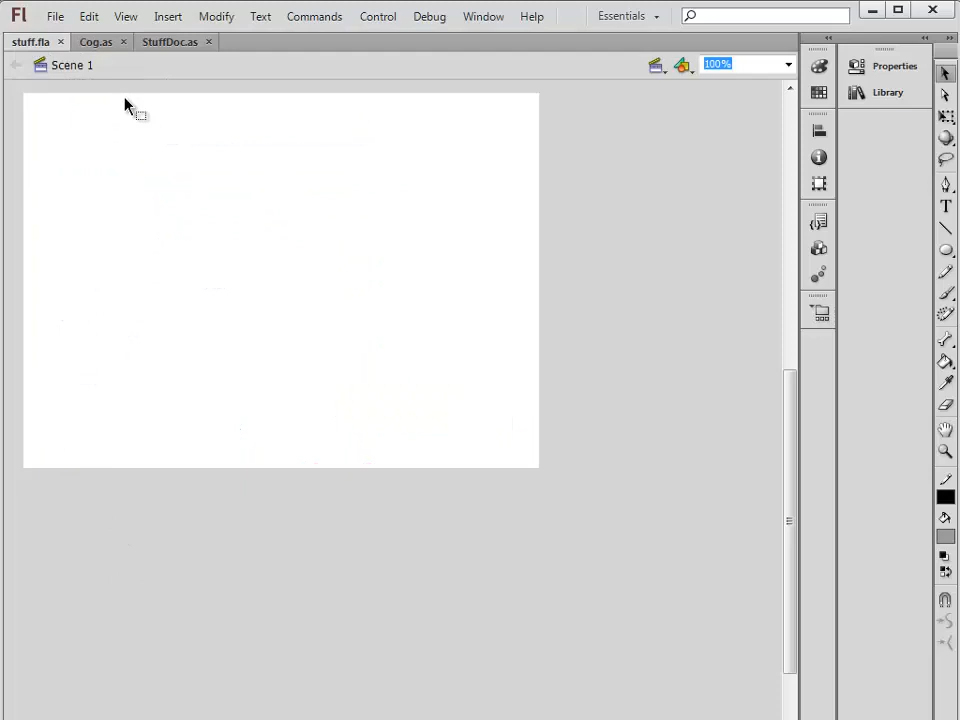 Fl File Edit View Insert Modify Text Commands Control Debug Window Help Essentials
stuff.fla × Cog.as × StuffDoc.as ×
Scene 1 100%
Properties
Library
T